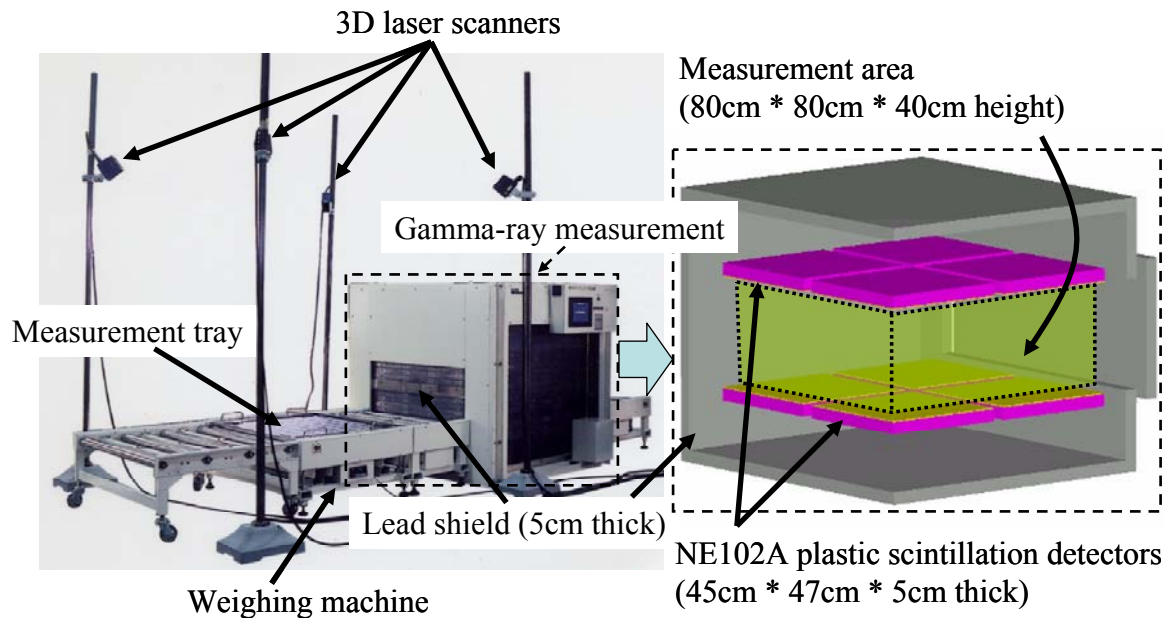 3D laser scanners
Measurement area
(80cm * 80cm * 40cm height)
Gamma-ray measurement
Measurement tray
Lead shield (5cm thick)
NE102A plastic scintillation detectors
(45cm * 47cm * 5cm thick)
Weighing machine